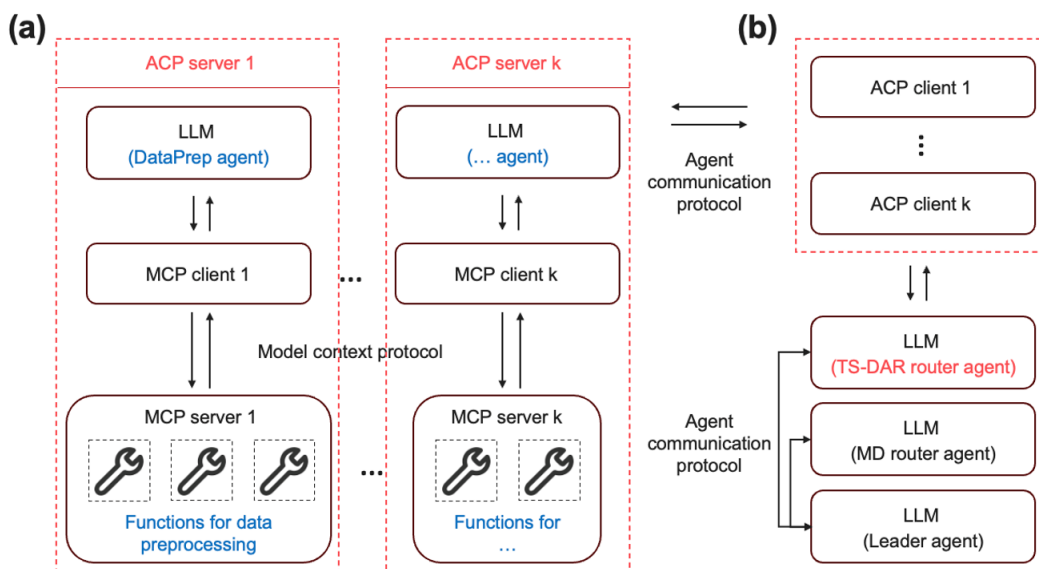 (a)
ACP server 1
LLM
(DataPrep agent)
MCP client 1
...
ACP server k
LLM
(... agent)
MCP client k
Model context protocol
MCP server 1
Functions for data
preprocessing
...
MCP server k
Functions for
...
Agent
communication
protocol
(b)
ACP client 1
⋮
ACP client k
LLM
(TS-DAR router agent)
Agent
communication
protocol
LLM
(MD router agent)
LLM
(Leader agent)